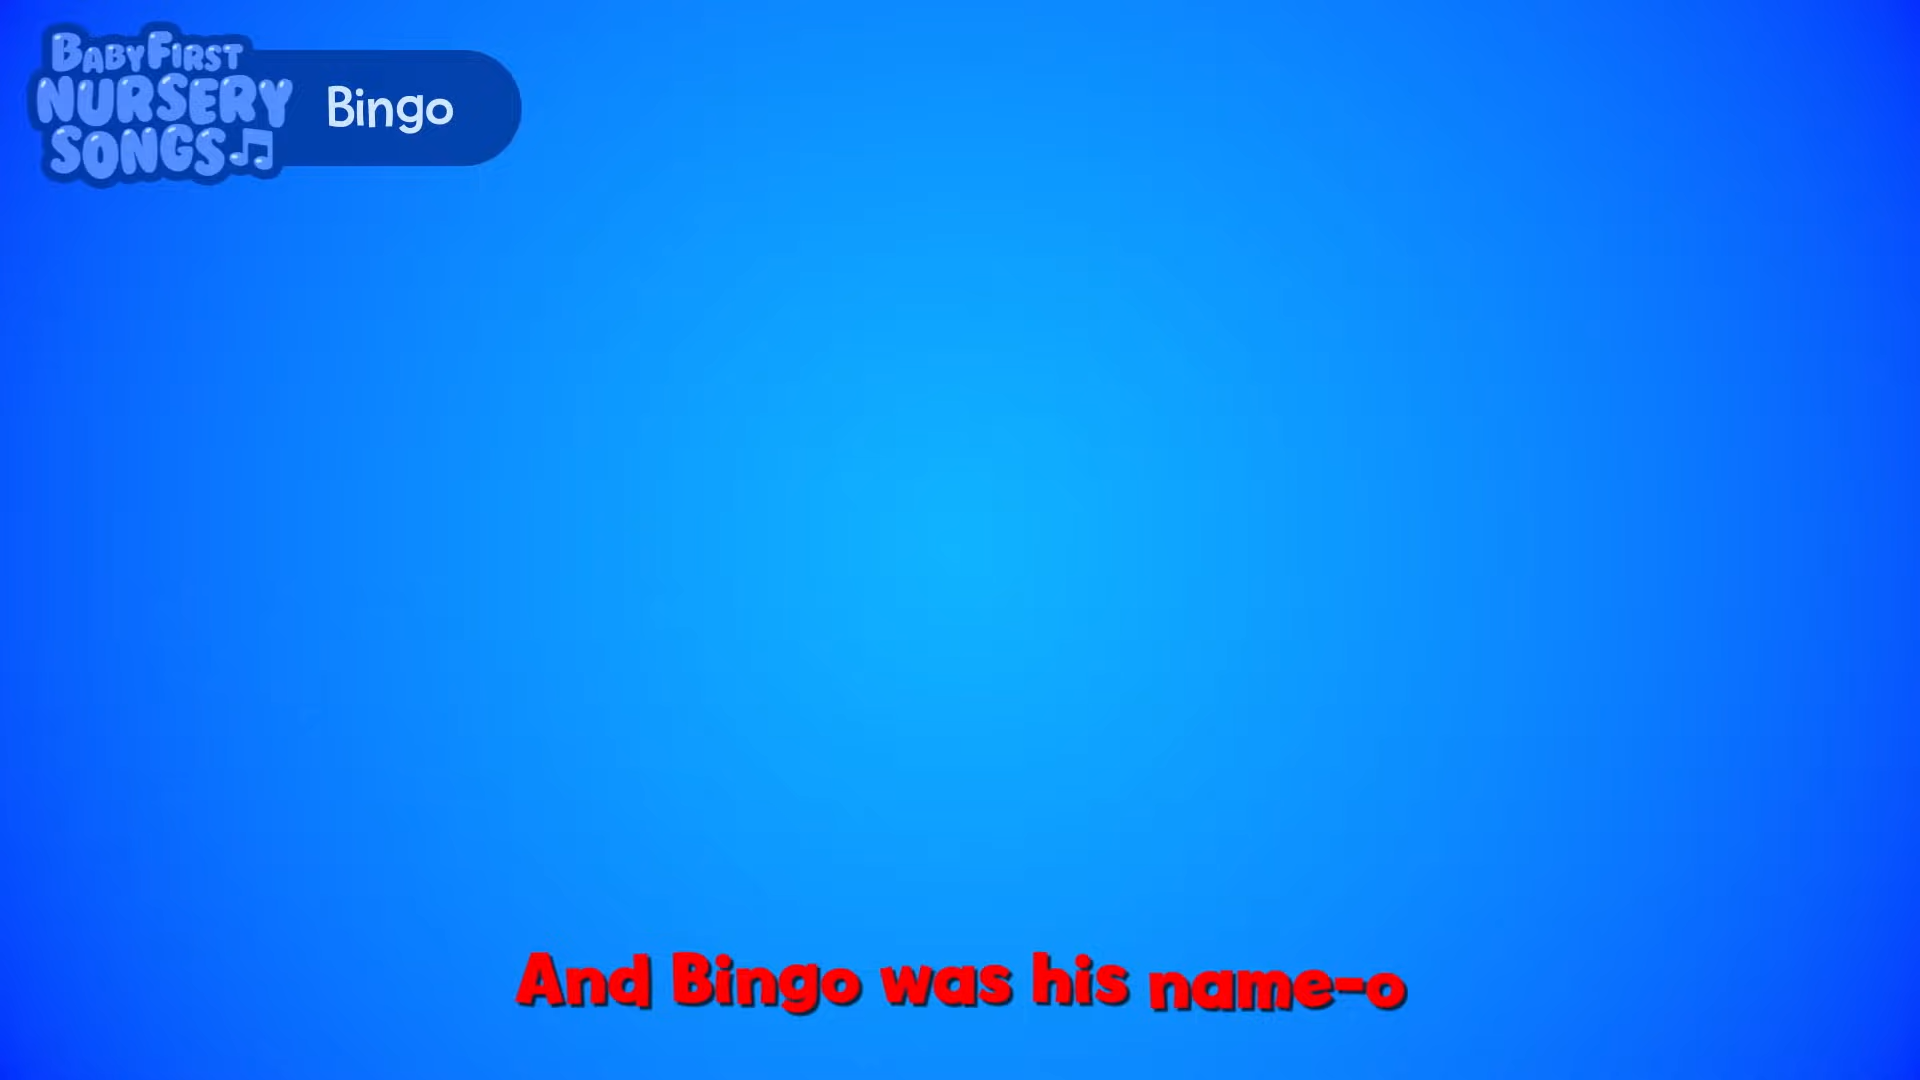 BABYFIRST
NURSERY
SONGS
Bingo
And Bingo was his name-o